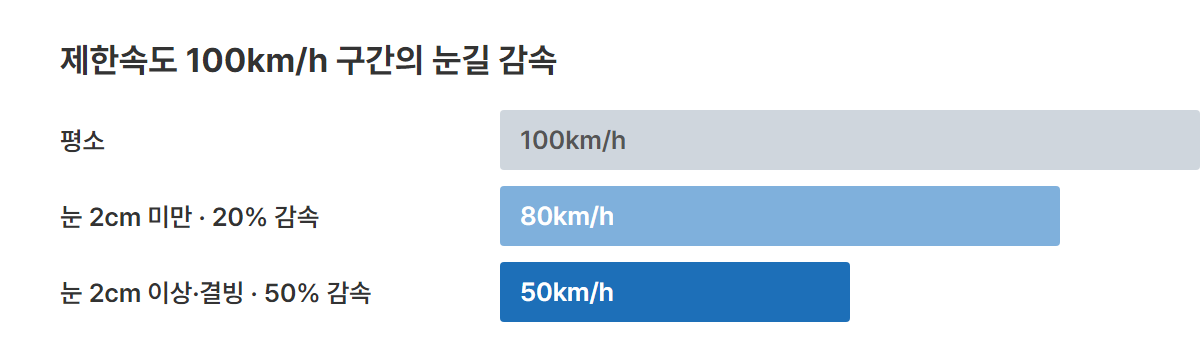 제한속도 100km/h 구간의 눈길 감속
평소
100km/h
눈 2cm 미만 · 20% 감속
80km/h
눈 2cm 이상·결빙 · 50% 감속
50km/h